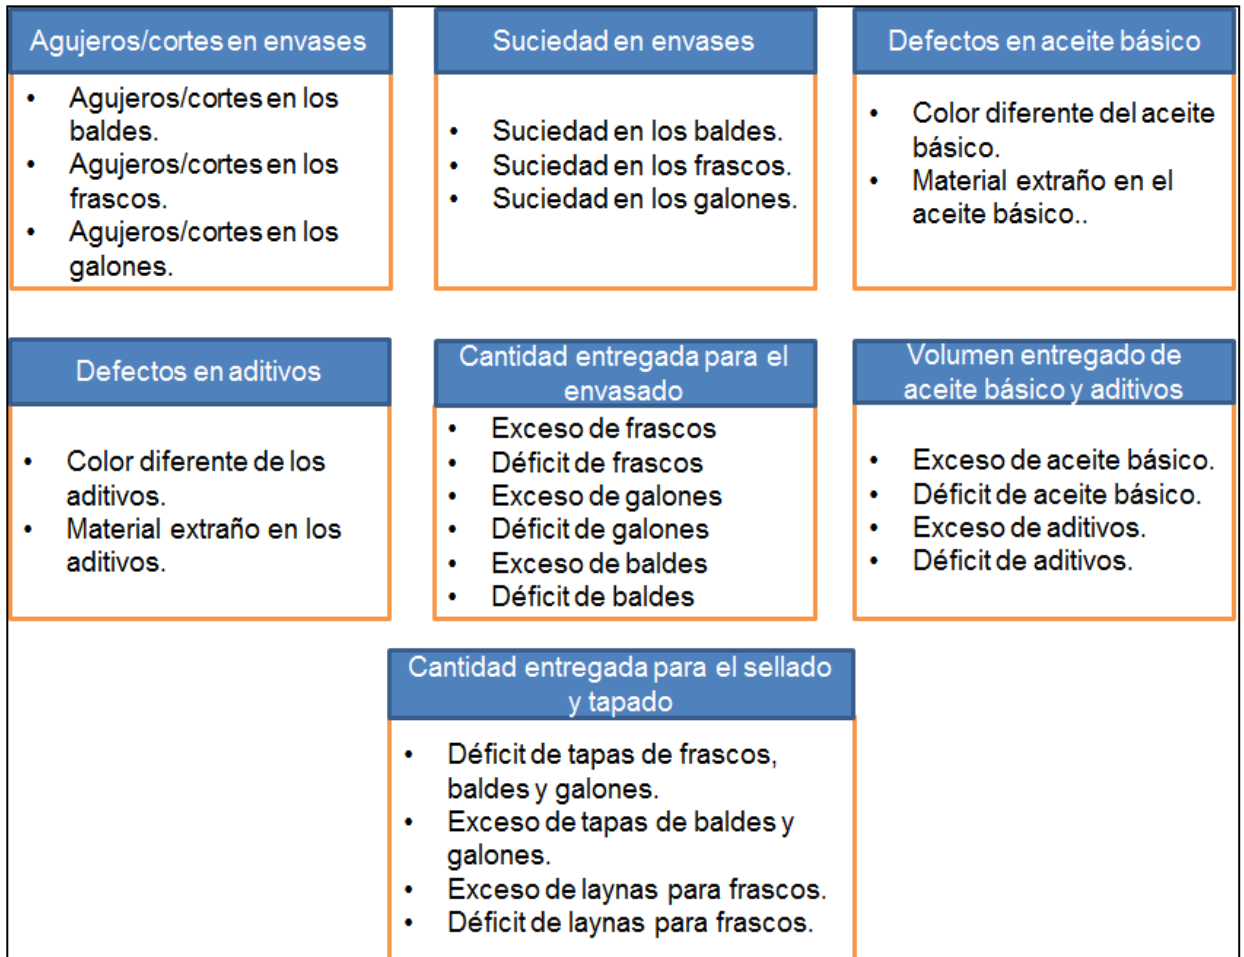 Agujeros/cortes en envases
• Agujeros/cortes en los
baldes.
• Agujeros/cortes en los
frascos.
• Agujeros/cortes en los
galones.
Suciedad en envases
• Suciedad en los baldes.
• Suciedad en los frascos.
• Suciedad en los galones.
Defectos en aceite básico
• Color diferente del aceite
básico.
• Material extraño en el
aceite básico..
Defectos en aditivos
• Color diferente de los
aditivos.
• Material extraño en los
aditivos.
Cantidad entregada para el
envasado
• Exceso de frascos
• Déficit de frascos
• Exceso de galones
• Déficit de galones
• Exceso de baldes
• Déficit de baldes
Volumen entregado de
aceite básico y aditivos
• Exceso de aceite básico.
• Déficit de aceite básico.
• Exceso de aditivos.
• Déficit de aditivos.
Cantidad entregada para el sellado
y tapado
• Déficit de tapas de frascos,
baldes y galones.
• Exceso de tapas de baldes y
galones.
• Exceso de laynas para frascos.
• Déficit de laynas para frascos.